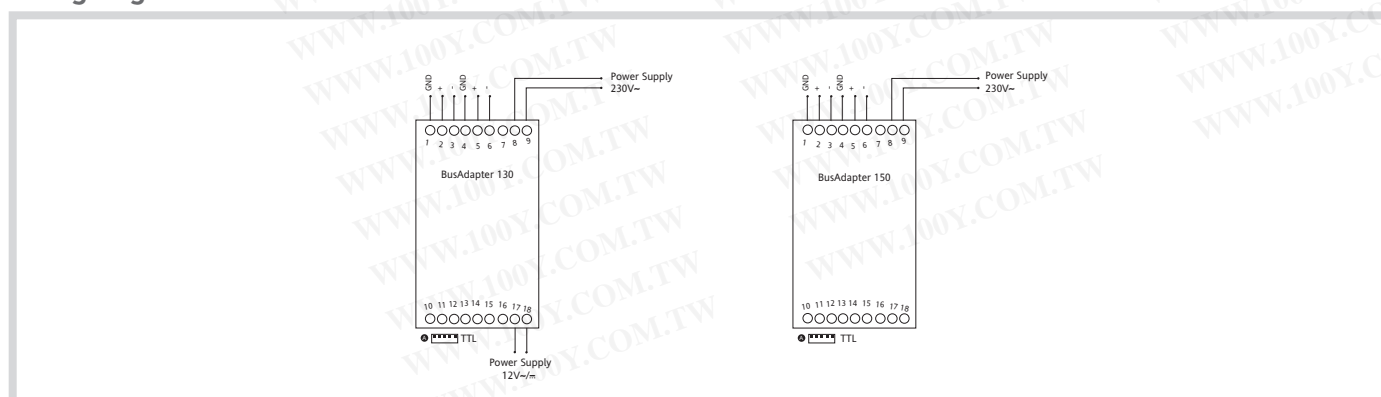 GND + - GND + -
Power Supply
230V~
1 2 3 4 5 6 7 8 9
BusAdapter 130
10 11 12 13 14 15 16 17 18
A TTL
Power Supply
12V~/⎓
GND + - GND + -
Power Supply
230V~
1 2 3 4 5 6 7 8 9
BusAdapter 150
10 11 12 13 14 15 16 17 18
A TTL
WWW.100Y.COM.TW